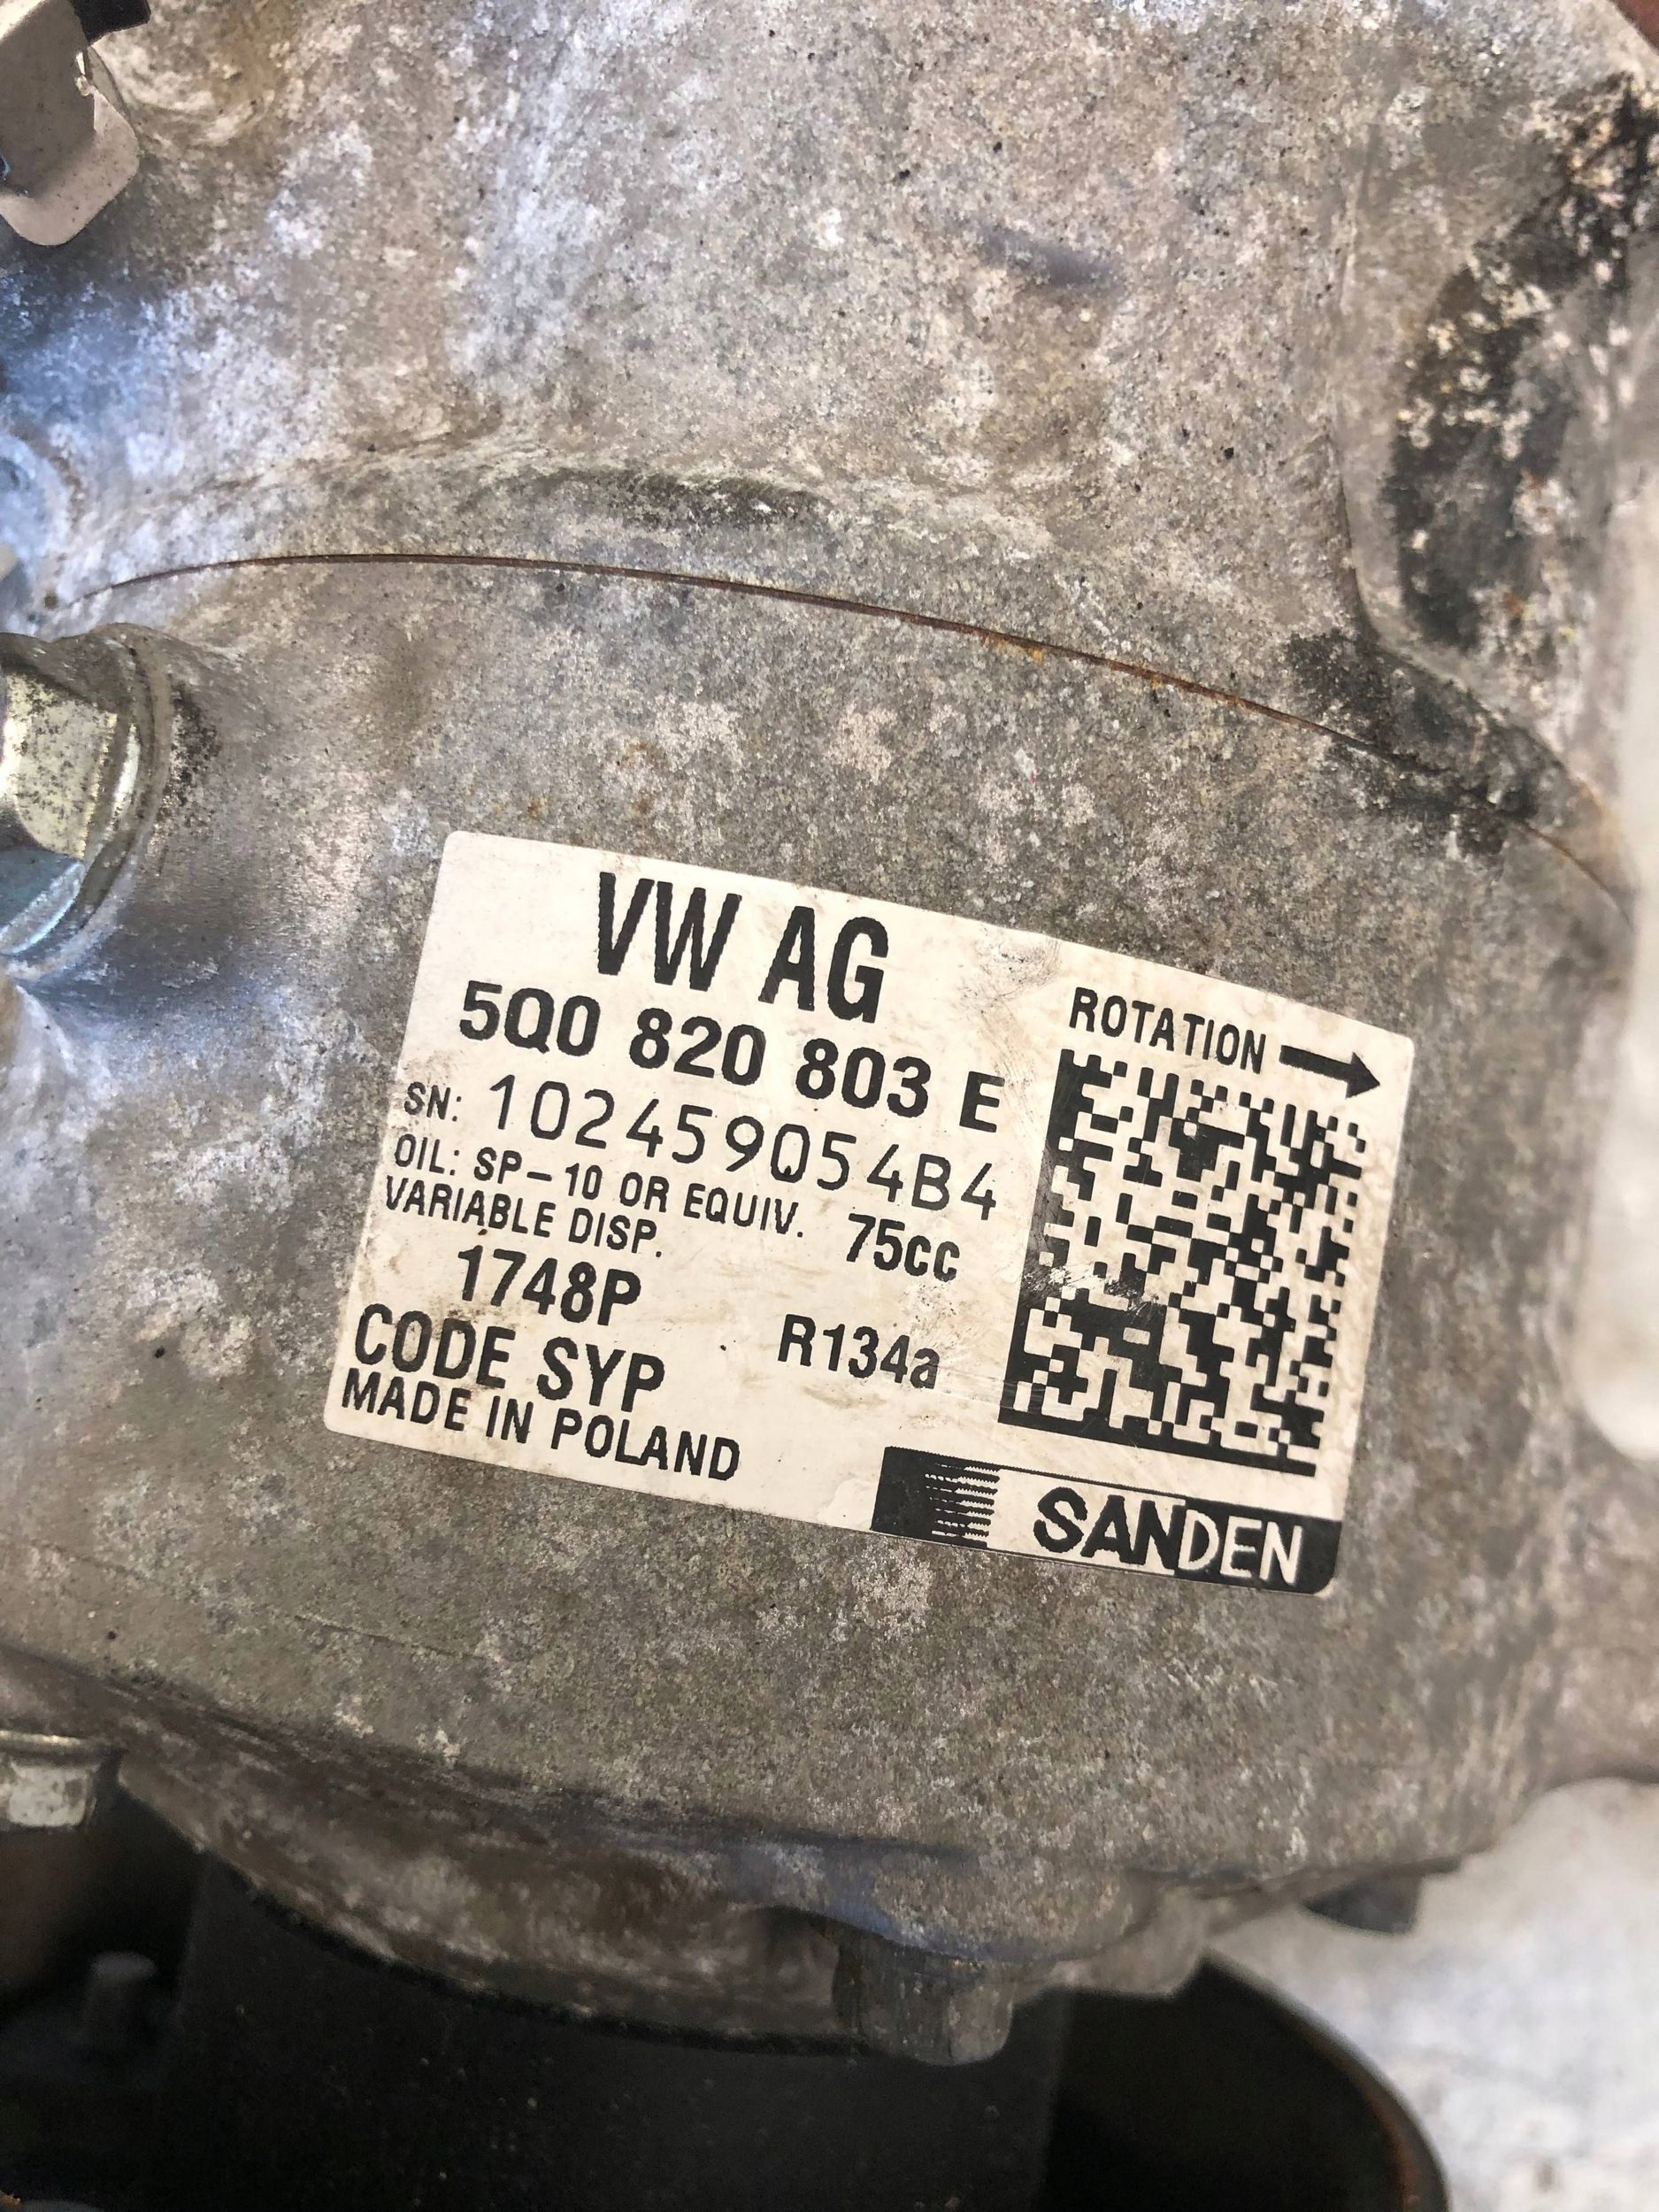 VW AG
5Q0 820 803 E
SN: 102459054B4
OIL: SP-10 OR EQUIV. 75cc
VARIABLE DISP.
1748P
R134a
CODE SYP
MADE IN POLAND
ROTATION →
SANDEN